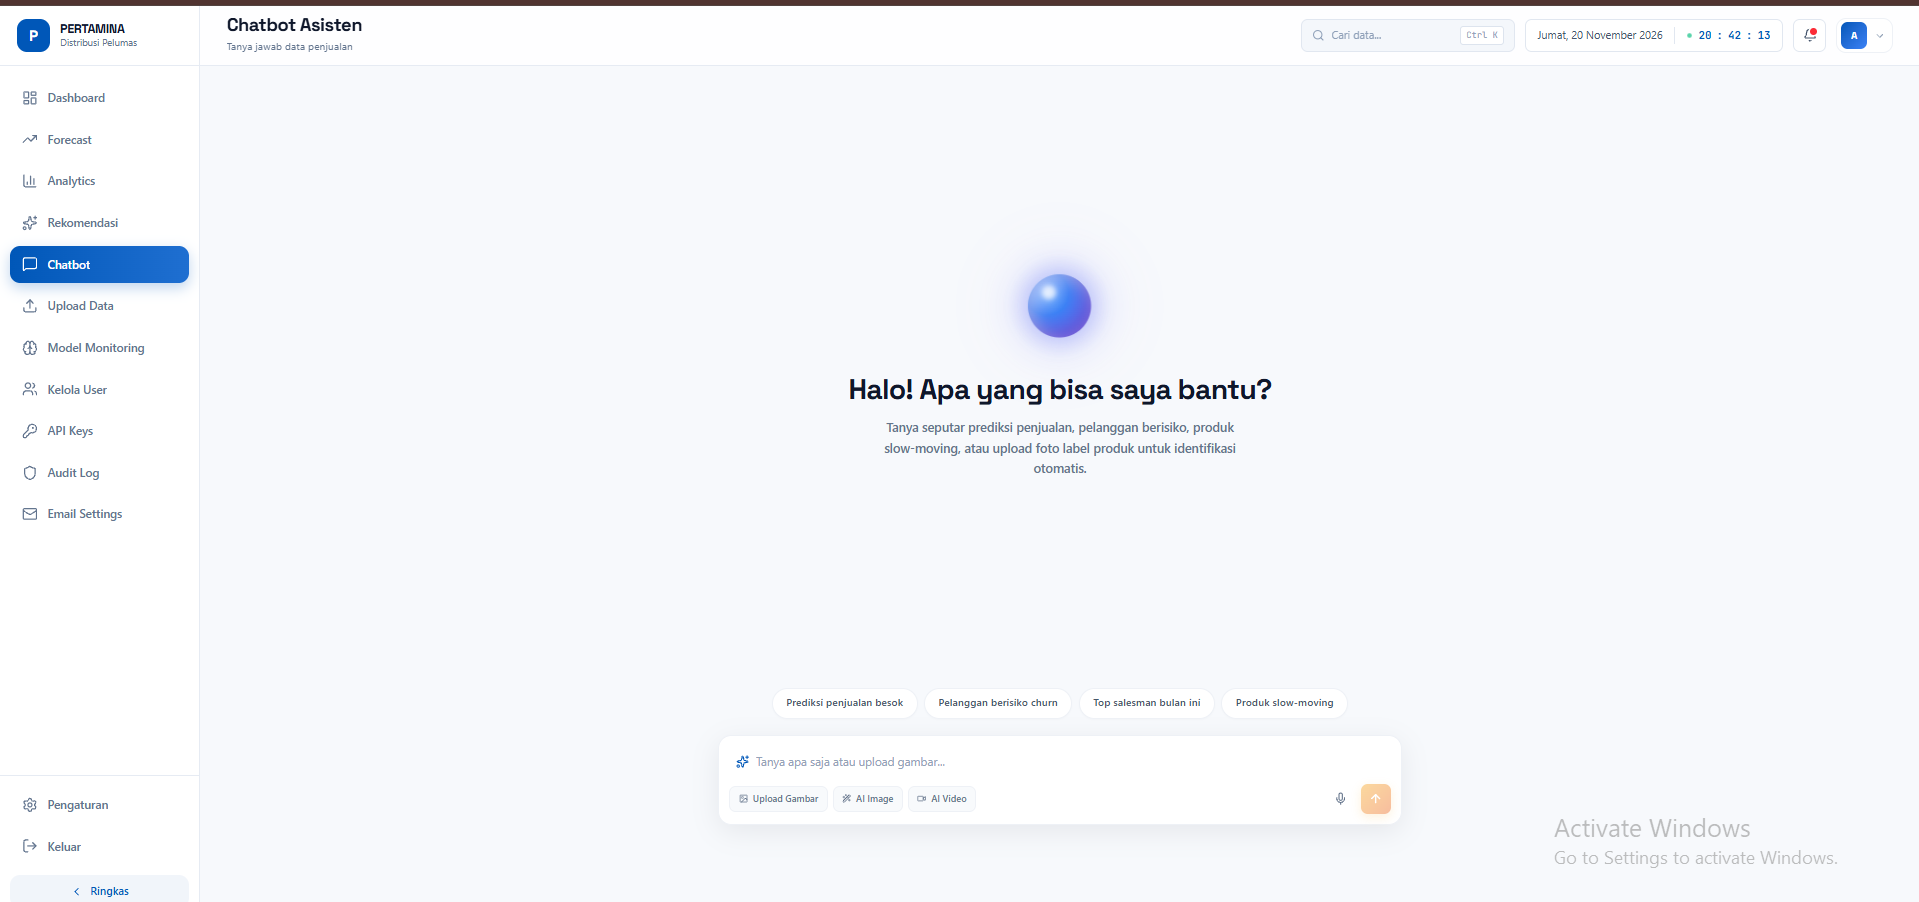 P
PERTAMINA
Distribusi Pelumas
Chatbot Asisten
Tanya jawab data penjualan
Cari data...
Ctrl K
Jumat, 20 November 2026
20 : 42 : 13
A
Dashboard
Forecast
Analytics
Rekomendasi
Chatbot
Upload Data
Model Monitoring
Kelola User
API Keys
Audit Log
Email Settings
Pengaturan
Keluar
Ringkas
Halo! Apa yang bisa saya bantu?
Tanya seputar prediksi penjualan, pelanggan berisiko, produk
slow-moving, atau upload foto label produk untuk identifikasi
otomatis.
Prediksi penjualan besok
Pelanggan berisiko churn
Top salesman bulan ini
Produk slow-moving
Tanya apa saja atau upload gambar...
Upload Gambar
AI Image
AI Video
Activate Windows
Go to Settings to activate Windows.